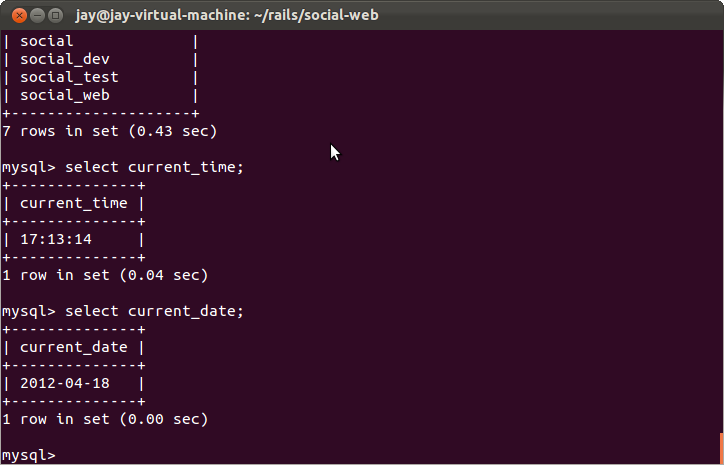 jay@jay-virtual-machine: ~/rails/social-web
| social             |
| social_dev         |
| social_test        |
| social_web         |
+--------------------+
7 rows in set (0.43 sec)

mysql> select current_time;
+--------------+
| current_time |
+--------------+
| 17:13:14     |
+--------------+
1 row in set (0.04 sec)

mysql> select current_date;
+--------------+
| current_date |
+--------------+
| 2012-04-18   |
+--------------+
1 row in set (0.00 sec)

mysql>